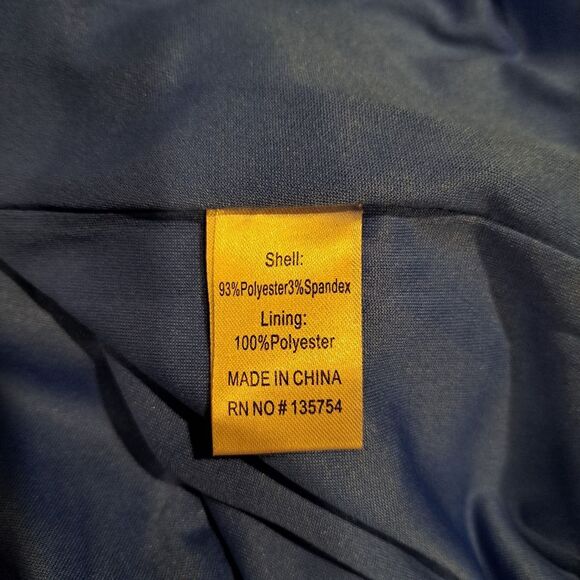 Shell:
93%Polyester3%Spandex
Lining:
100%Polyester
MADE IN CHINA
RN NO # 135754